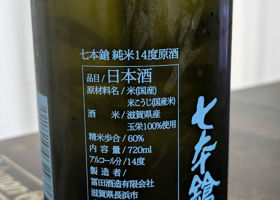 七本鎗 純米14度原酒
品目/日本酒
原材料名/米(国産)
米こうじ(国産米)
酒 米/滋賀県産
玉栄100%使用
精米歩合/60%
内 容 量/720ml
アルコール分/14度
製 造 者/
冨田酒造有限会社
滋賀県長浜市
七本鎗